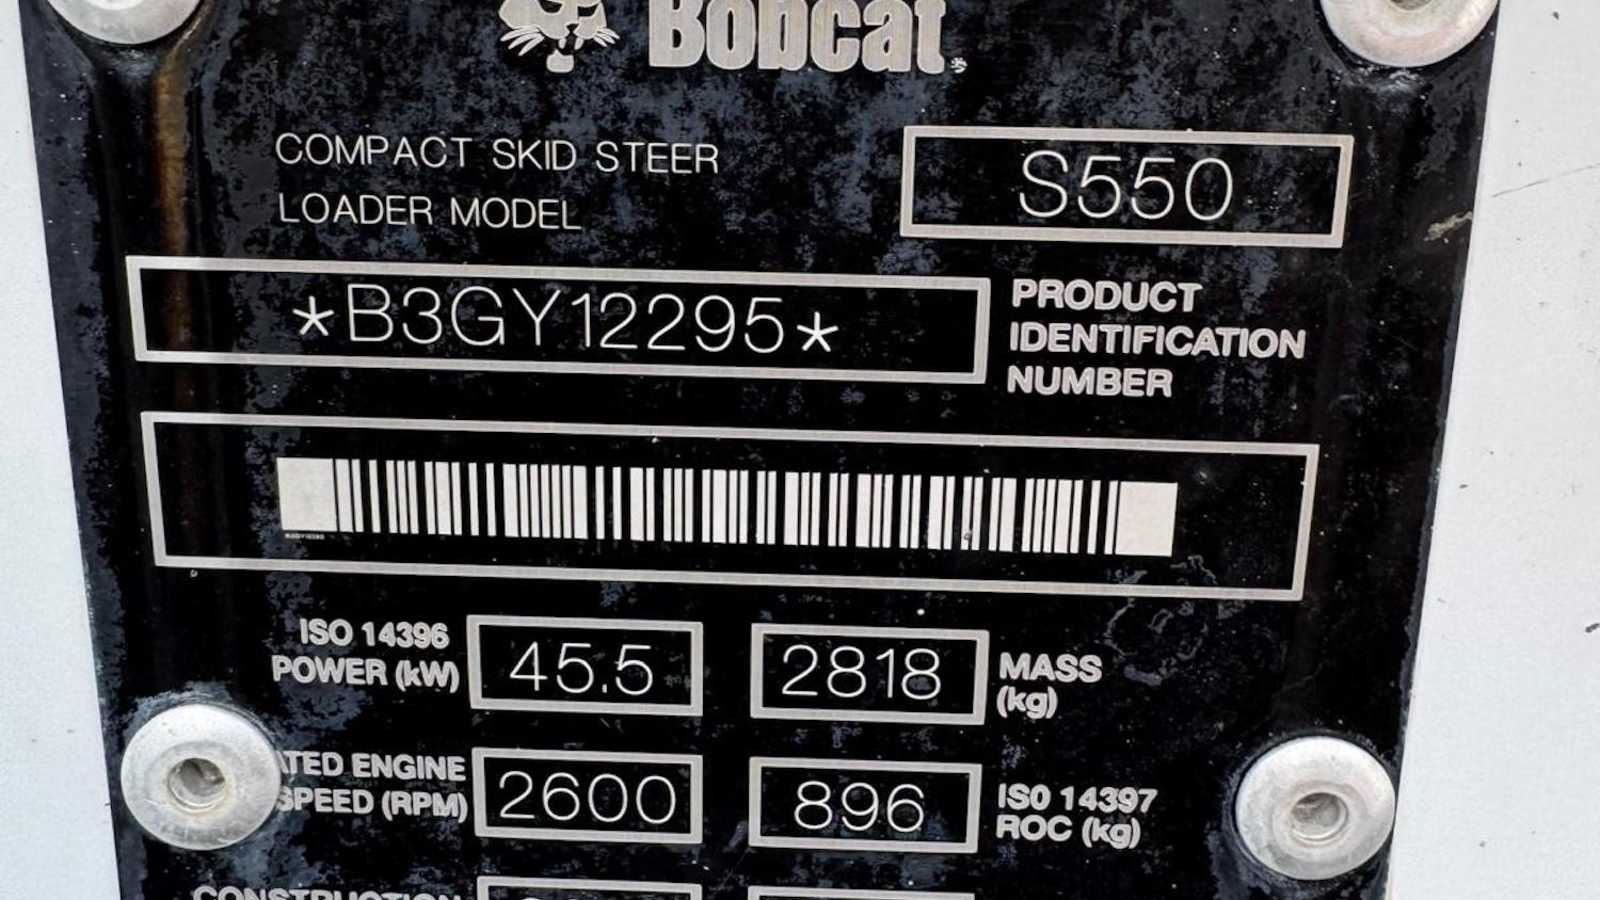 Bobcat
COMPACT SKID STEER
LOADER MODEL
S550
*B3GY12295*
PRODUCT
IDENTIFICATION
NUMBER
ISO 14396
POWER (kW)
45.5
2818
MASS
(kg)
ENGINE
SPEED (RPM)
2600
896
ISO 14397
ROC (kg)
CONSTRUCTION